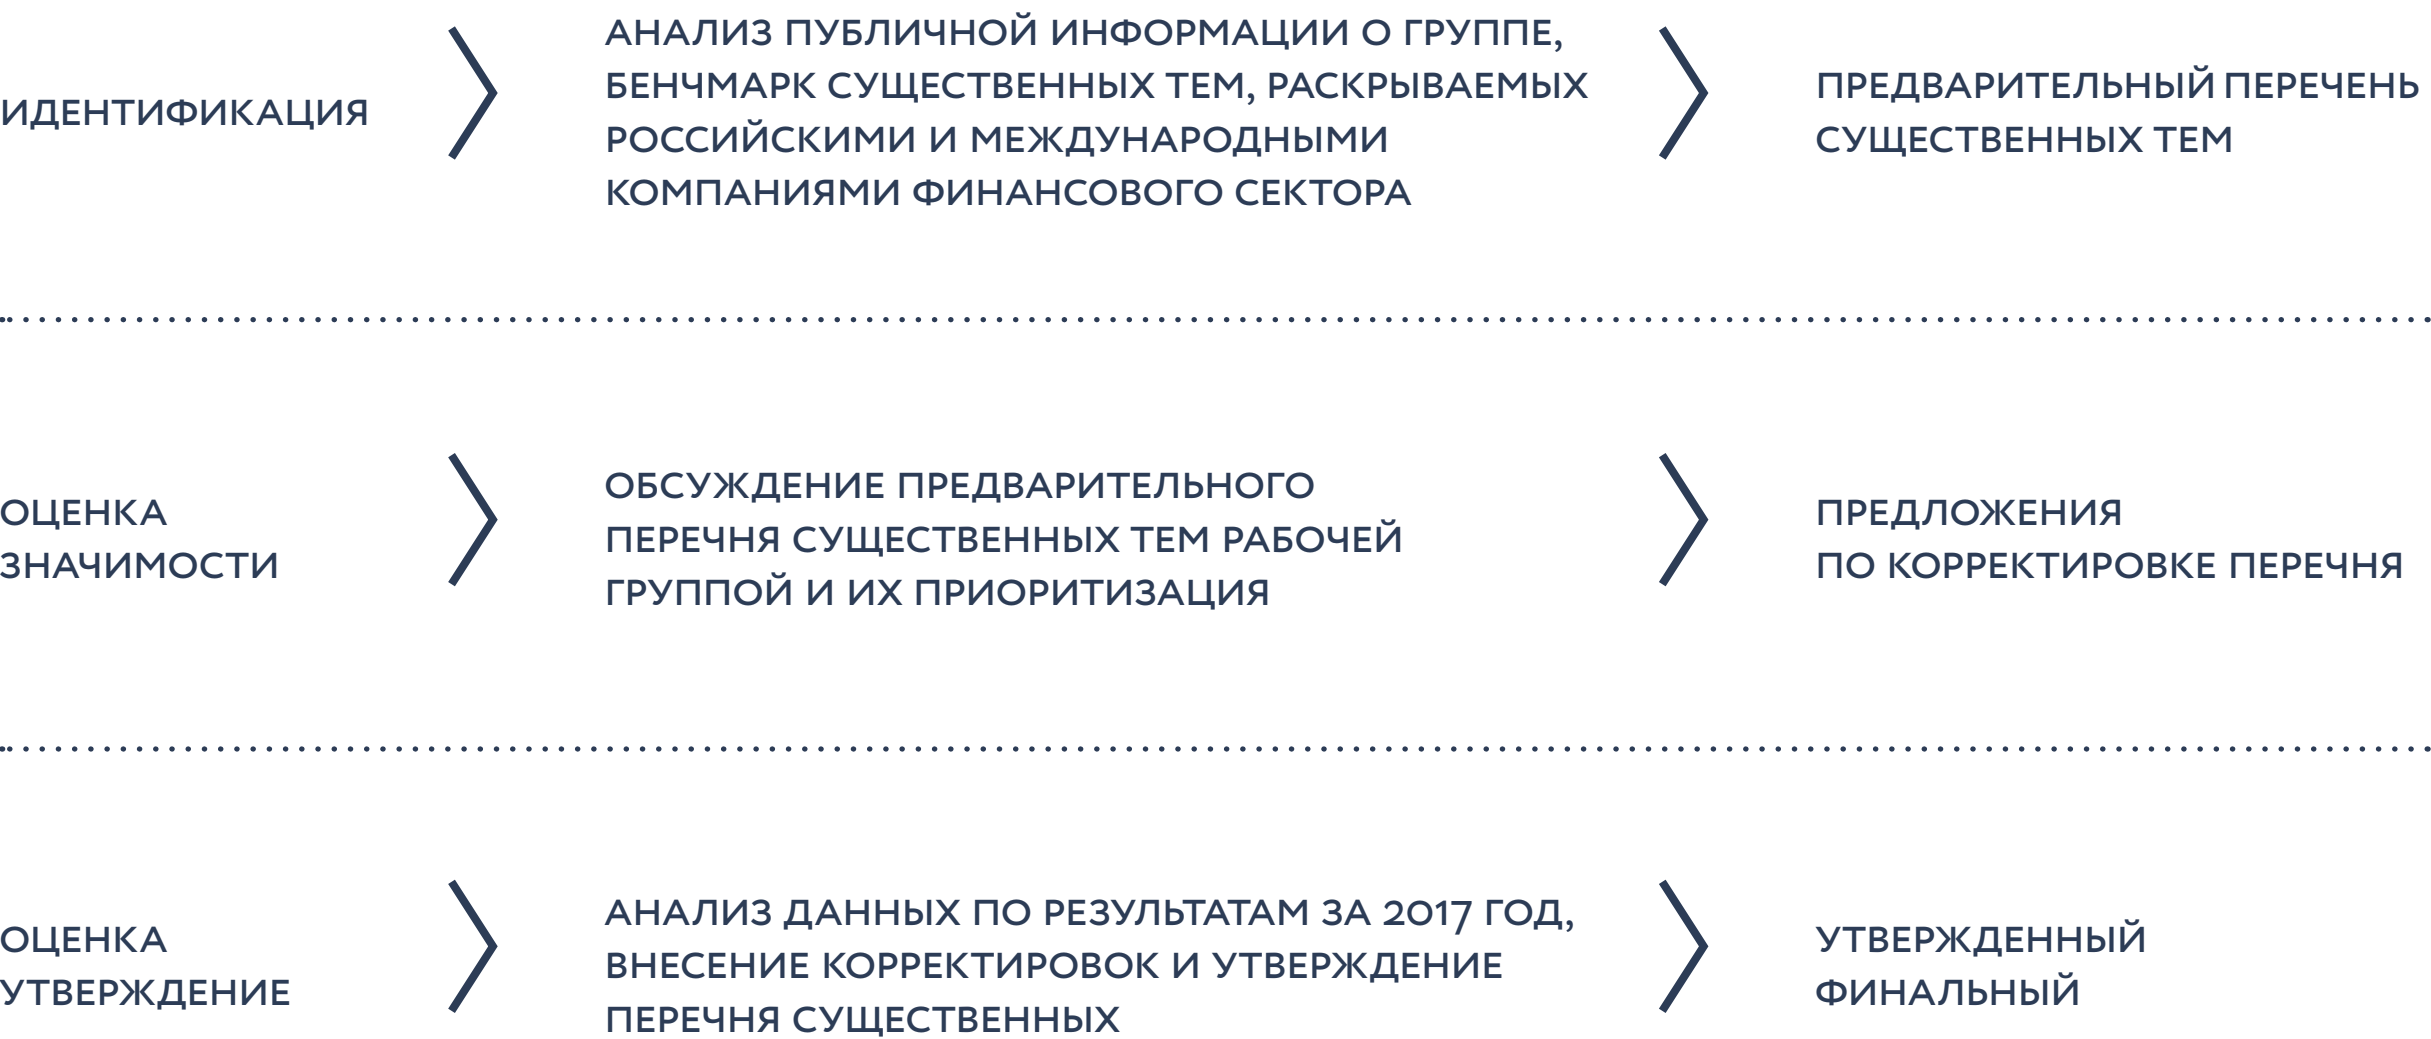 ИДЕНТИФИКАЦИЯ
АНАЛИЗ ПУБЛИЧНОЙ ИНФОРМАЦИИ О ГРУППЕ,
БЕНЧМАРК СУЩЕСТВЕННЫХ ТЕМ, РАСКРЫВАЕМЫХ
РОССИЙСКИМИ И МЕЖДУНАРОДНЫМИ
КОМПАНИЯМИ ФИНАНСОВОГО СЕКТОРА
ПРЕДВАРИТЕЛЬНЫЙ ПЕРЕЧЕНЬ
СУЩЕСТВЕННЫХ ТЕМ
ОЦЕНКА
ЗНАЧИМОСТИ
ОБСУЖДЕНИЕ ПРЕДВАРИТЕЛЬНОГО
ПЕРЕЧНЯ СУЩЕСТВЕННЫХ ТЕМ РАБОЧЕЙ
ГРУППОЙ И ИХ ПРИОРИТИЗАЦИЯ
ПРЕДЛОЖЕНИЯ
ПО КОРРЕКТИРОВКЕ ПЕРЕЧНЯ
ОЦЕНКА
УТВЕРЖДЕНИЕ
АНАЛИЗ ДАННЫХ ПО РЕЗУЛЬТАТАМ ЗА 2017 ГОД,
ВНЕСЕНИЕ КОРРЕКТИРОВОК И УТВЕРЖДЕНИЕ
ПЕРЕЧНЯ СУЩЕСТВЕННЫХ
УТВЕРЖДЕННЫЙ
ФИНАЛЬНЫЙ